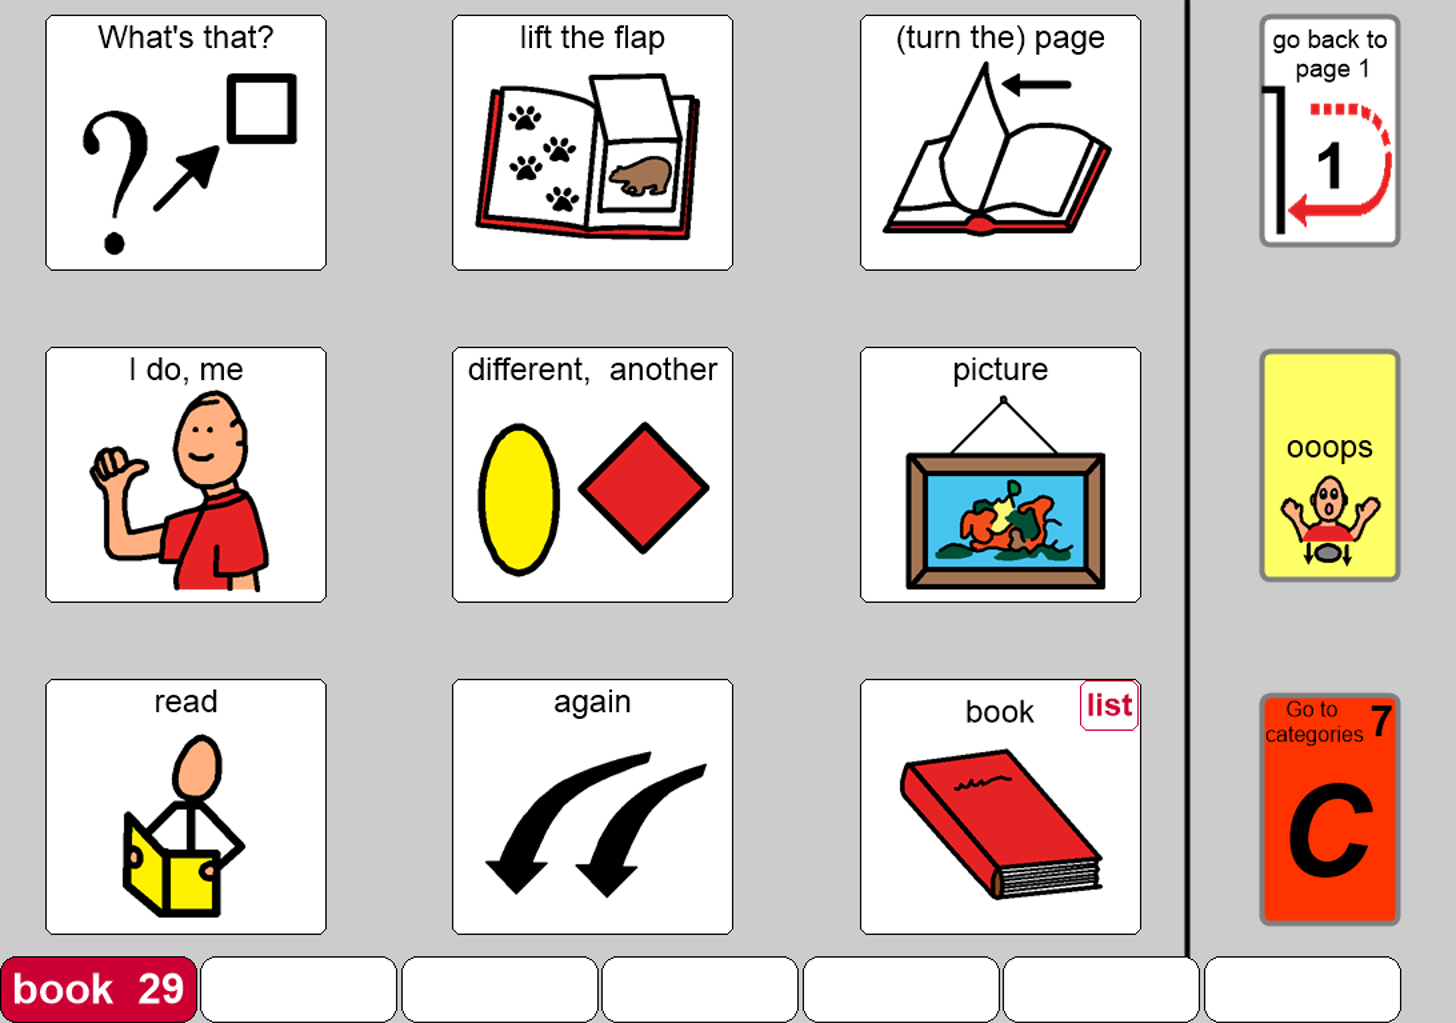 What's that?
lift the flap
(turn the) page
go back to
page 1
1
I do, me
different,  another
picture
ooops
read
again
book
list
Go to
categories 7
C
book  29